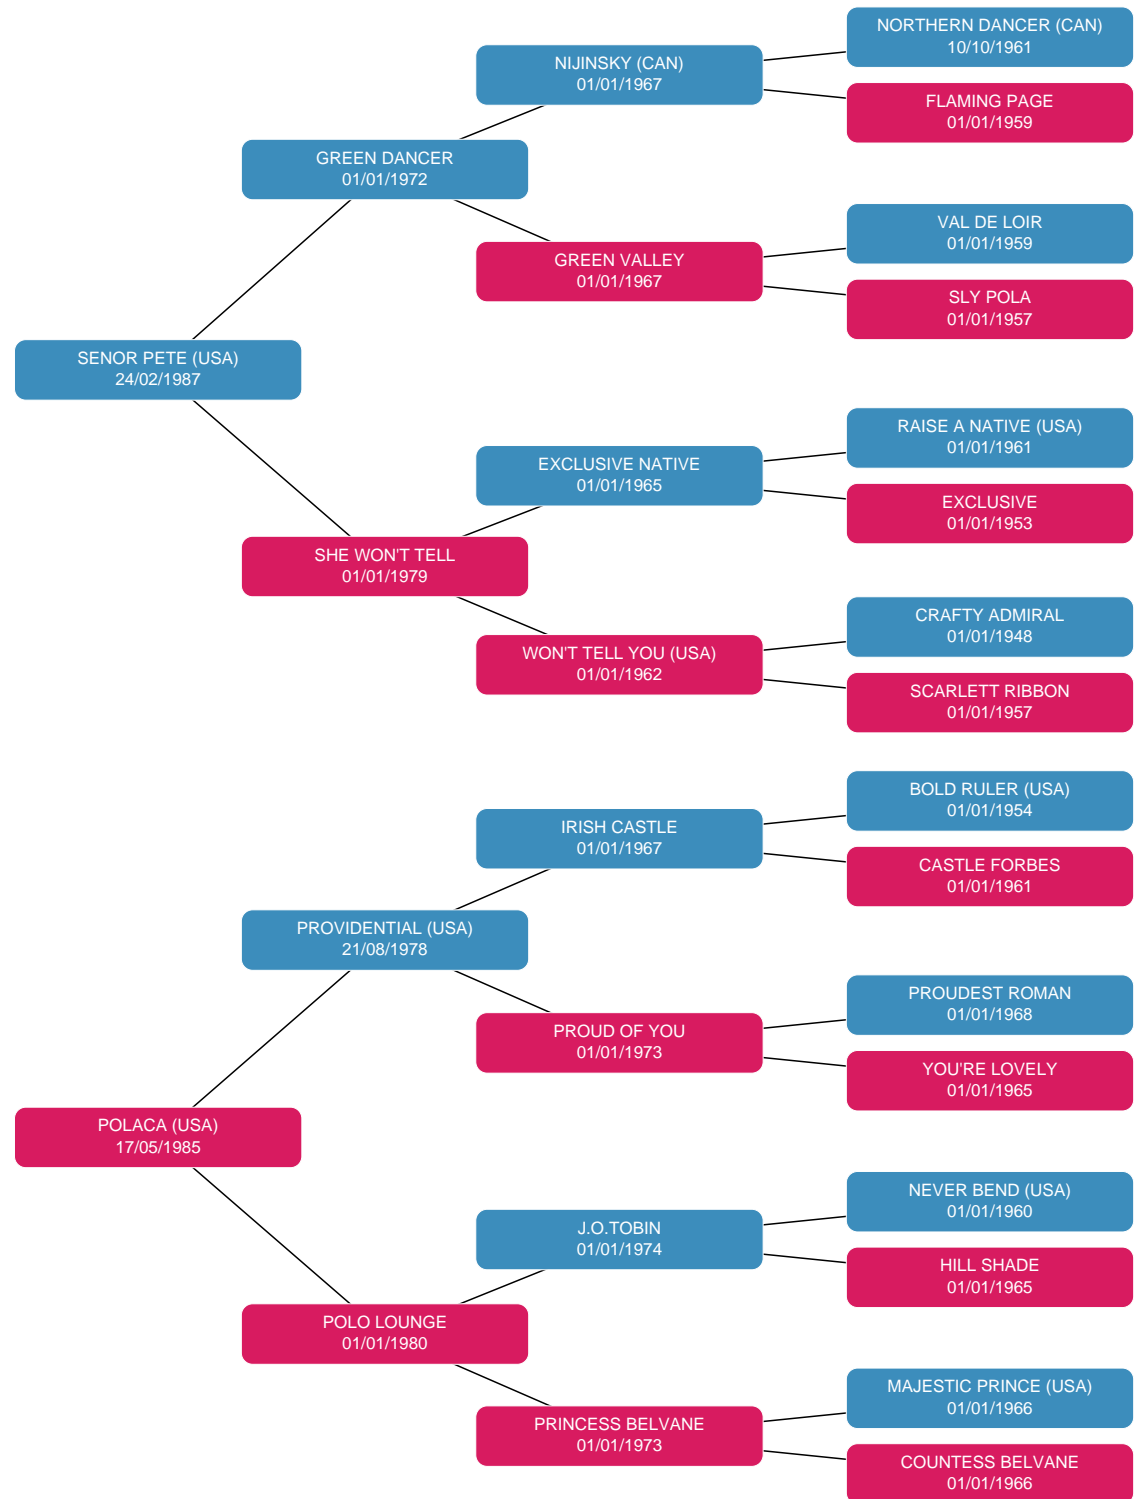 NORTHERN DANCER (CAN)
10/10/1961
NIJINSKY (CAN)
01/01/1967
FLAMING PAGE
01/01/1959
GREEN DANCER
01/01/1972
VAL DE LOIR
01/01/1959
GREEN VALLEY
01/01/1967
SLY POLA
01/01/1957
SENOR PETE (USA)
24/02/1987
RAISE A NATIVE (USA)
01/01/1961
EXCLUSIVE NATIVE
01/01/1965
EXCLUSIVE
01/01/1953
SHE WON'T TELL
01/01/1979
CRAFTY ADMIRAL
01/01/1948
WON'T TELL YOU (USA)
01/01/1962
SCARLETT RIBBON
01/01/1957
BOLD RULER (USA)
01/01/1954
IRISH CASTLE
01/01/1967
CASTLE FORBES
01/01/1961
PROVIDENTIAL (USA)
21/08/1978
PROUDEST ROMAN
01/01/1968
PROUD OF YOU
01/01/1973
YOU'RE LOVELY
01/01/1965
POLACA (USA)
17/05/1985
NEVER BEND (USA)
01/01/1960
J.O.TOBIN
01/01/1974
HILL SHADE
01/01/1965
POLO LOUNGE
01/01/1980
MAJESTIC PRINCE (USA)
01/01/1966
PRINCESS BELVANE
01/01/1973
COUNTESS BELVANE
01/01/1966